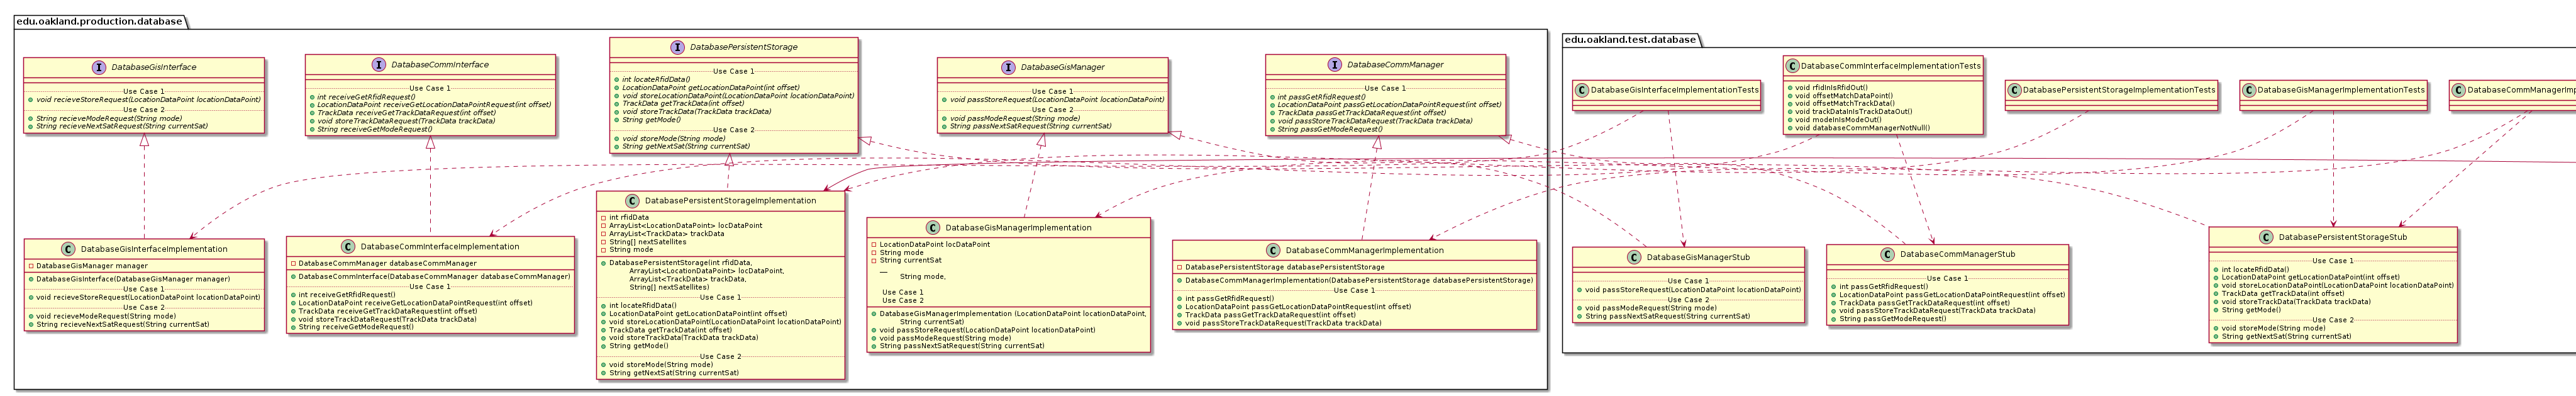 edu.oakland.production.database
I DatabaseGisInterface
Use Case 1
void recieveStoreRequest(LocationDataPoint locationDataPoint)
Use Case 2
String recieveModeRequest(String mode)
String recieveNextSatRequest(String currentSat)
I DatabaseCommInterface
Use Case 1
int receiveGetRfidRequest()
LocationDataPoint receiveGetLocationDataPointRequest(int offset)
TrackData receiveGetTrackDataRequest(int offset)
void storeTrackDataRequest(TrackData trackData)
String receiveGetModeRequest()
I DatabasePersistentStorage
Use Case 1
int locateRfidData()
LocationDataPoint getLocationDataPoint(int offset)
void storeLocationDataPoint(LocationDataPoint locationDataPoint)
TrackData getTrackData(int offset)
void storeTrackData(TrackData trackData)
String getMode()
Use Case 2
void storeMode(String mode)
String getNextSat(String currentSat)
I DatabaseGisManager
Use Case 1
void passStoreRequest(LocationDataPoint locationDataPoint)
Use Case 2
void passModeRequest(String mode)
String passNextSatRequest(String currentSat)
I DatabaseCommManager
Use Case 1
int passGetRfidRequest()
LocationDataPoint passGetLocationDataPointRequest(int offset)
TrackData passGetTrackDataRequest(int offset)
void passStoreTrackDataRequest(TrackData trackData)
String passGetModeRequest()
C DatabaseGisInterfaceImplementation
DatabaseGisManager manager
DatabaseGisInterface(DatabaseGisManager manager)
Use Case 1
void recieveStoreRequest(LocationDataPoint locationDataPoint)
Use Case 2
void recieveModeRequest(String mode)
String recieveNextSatRequest(String currentSat)
C DatabaseCommInterfaceImplementation
DatabaseCommManager databaseCommManager
DatabaseCommInterface(DatabaseCommManager databaseCommManager)
Use Case 1
int receiveGetRfidRequest()
LocationDataPoint receiveGetLocationDataPointRequest(int offset)
TrackData receiveGetTrackDataRequest(int offset)
void storeTrackDataRequest(TrackData trackData)
String receiveGetModeRequest()
C DatabasePersistentStorageImplementation
int rfidData
ArrayList<LocationDataPoint> locDataPoint
ArrayList<TrackData> trackData
String[] nextSatellites
String mode
DatabasePersistentStorage(int rfidData,
ArrayList<LocationDataPoint> locDataPoint,
ArrayList<TrackData> trackData,
String[] nextSatellites)
Use Case 1
int locateRfidData()
LocationDataPoint getLocationDataPoint(int offset)
void storeLocationDataPoint(LocationDataPoint locationDataPoint)
TrackData getTrackData(int offset)
void storeTrackData(TrackData trackData)
String getMode()
Use Case 2
void storeMode(String mode)
String getNextSat(String currentSat)
C DatabaseGisManagerImplementation
LocationDataPoint locDataPoint
String mode
String currentSat
__
String mode,
Use Case 1
Use Case 2
DatabaseGisManagerImplementation (LocationDataPoint locationDataPoint,
String currentSat)
void passStoreRequest(LocationDataPoint locationDataPoint)
void passModeRequest(String mode)
String passNextSatRequest(String currentSat)
C DatabaseCommManagerImplementation
DatabasePersistentStorage databasePersistentStorage
DatabaseCommManagerImplementation(DatabasePersistentStorage databasePersistentStorage)
Use Case 1
int passGetRfidRequest()
LocationDataPoint passGetLocationDataPointRequest(int offset)
TrackData passGetTrackDataRequest(int offset)
void passStoreTrackDataRequest(TrackData trackData)
edu.oakland.test.database
C DatabaseGisInterfaceImplementationTests
C DatabaseCommInterfaceImplementationTests
void rfidInIsRfidOut()
void offsetMatchDataPoint()
void offsetMatchTrackData()
void trackDataInIsTrackDataOut()
void modeInIsModeOut()
void databaseCommManagerNotNull()
C DatabasePersistentStorageImplementationTests
C DatabaseGisManagerImplementationTests
C DatabaseCommManagerImp
C DatabaseGisManagerStub
Use Case 1
void passStoreRequest(LocationDataPoint locationDataPoint)
Use Case 2
void passModeRequest(String mode)
String passNextSatRequest(String currentSat)
C DatabaseCommManagerStub
Use Case 1
int passGetRfidRequest()
LocationDataPoint passGetLocationDataPointRequest(int offset)
TrackData passGetTrackDataRequest(int offset)
void passStoreTrackDataRequest(TrackData trackData)
String passGetModeRequest()
C DatabasePersistentStorageStub
Use Case 1
int locateRfidData()
LocationDataPoint getLocationDataPoint(int offset)
void storeLocationDataPoint(LocationDataPoint locationDataPoint)
TrackData getTrackData(int offset)
void storeTrackData(TrackData trackData)
String getMode()
Use Case 2
void storeMode(String mode)
String getNextSat(String currentSat)